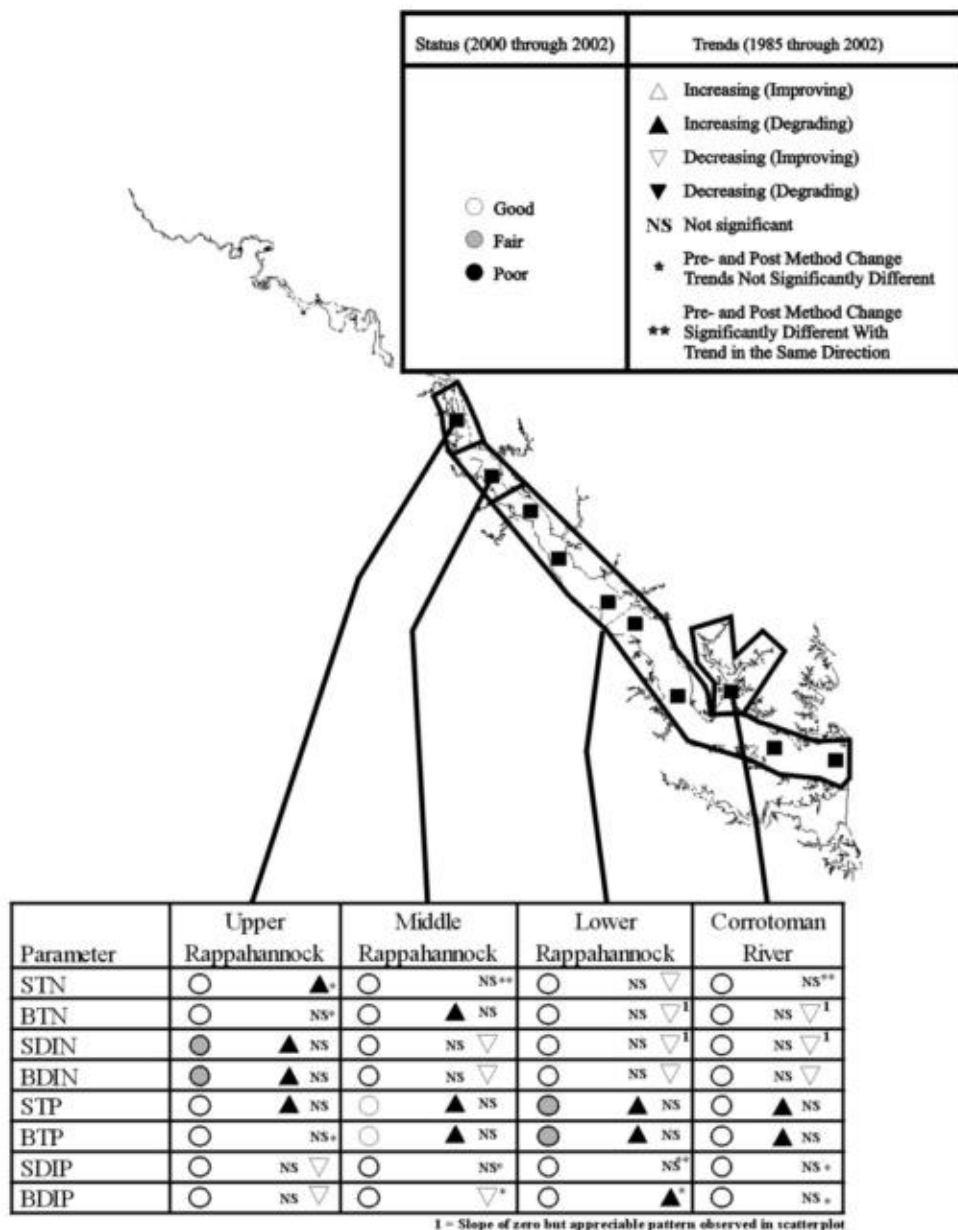 Status (2000 through 2002) Trends (1985 through 2002)
Increasing (Improving)
Increasing (Degrading)
Decreasing (Improving)
Decreasing (Degrading)
Good
Fair
Poor
NS Not significant
* Pre- and Post Method Change
Trends Not Significantly Different
** Pre- and Post Method Change
Significantly Different With
Trend in the Same Direction
Parameter Upper Rappahannock Middle Rappahannock Lower Rappahannock Corrotoman River
STN * NS** NS NS**
BTN NS* NS NS 1 NS 1
SDIN NS NS NS 1 NS 1
BDIN NS NS NS NS
STP NS NS NS NS
BTP NS* NS NS NS
SDIP NS NS* NS** NS*
BDIP NS * * NS*
1 = Slope of zero but appreciable pattern observed in scatterplot